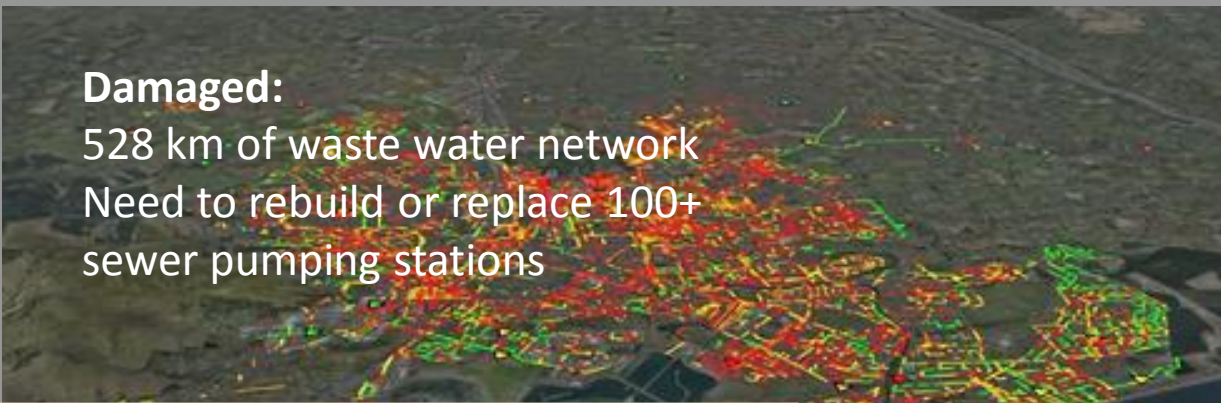 Damaged:
528 km of waste water network
Need to rebuild or replace 100+
sewer pumping stations